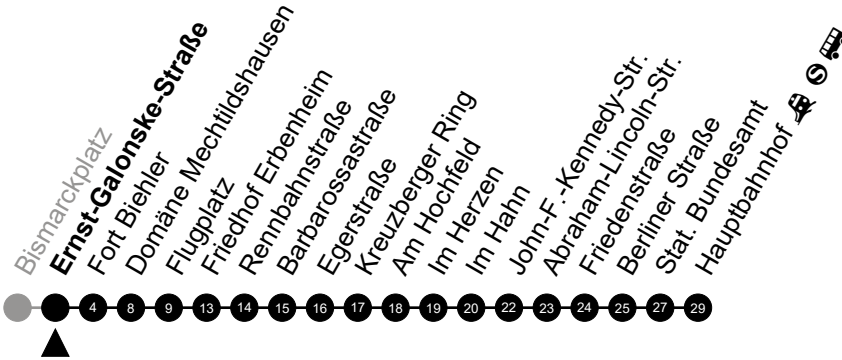 Bismarckplatz
Ernst-Galonske-Straße
Fort Biehler
Domäne Mechtildshausen
Flugplatz
Friedhof Erbenheim
Rennbahnstraße
Barbarossastraße
Egerstraße
Kreuzberger Ring
Am Hochfeld
Im Herzen
Im Hahn
John-F.-Kennedy-Str.
Abraham-Lincoln-Str.
Friedenstraße
Berliner Straße
Stat. Bundesamt
Hauptbahnhof S
4 8 9 13 14 15 16 17 18 19 20 22 23 24 25 27 29